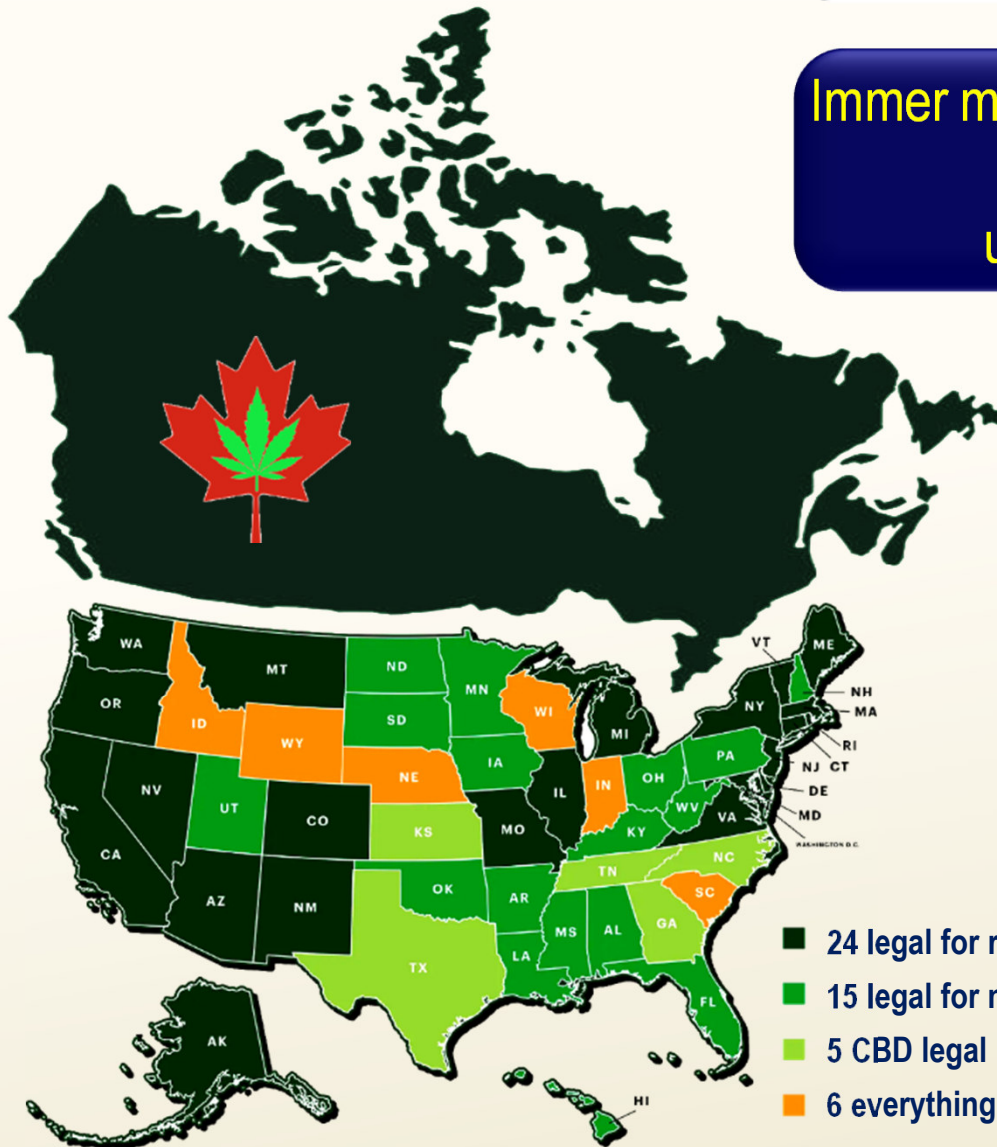 Immer m
u
WA
MT
ND
MN
VT
ME
OR
ID
WY
SD
WI
MI
NY
NH
MA
RI
CT
NJ
NE
IA
PA
DE
MD
NV
UT
CO
IL
IN
OH
WV
VA
WASHINGTON D.C.
CA
KS
MO
KY
NC
TN
AZ
NM
OK
AR
SC
MS
AL
GA
TX
LA
FL
AK
HI
24 legal for r
15 legal for r
5 CBD legal
6 everything